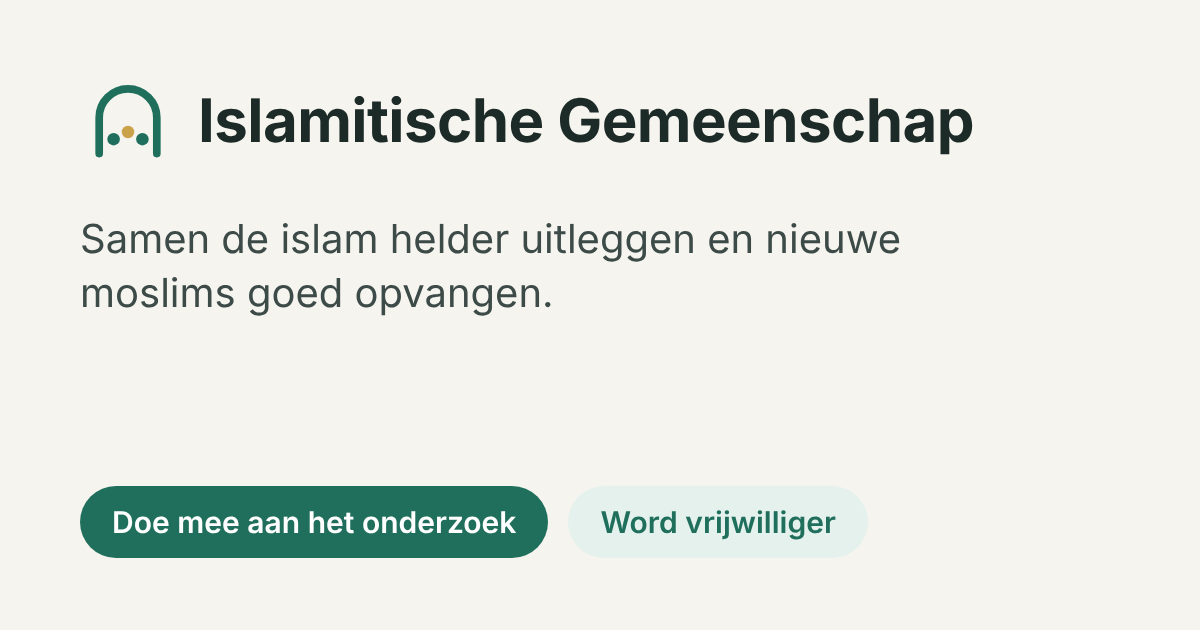 Islamitische Gemeenschap
Samen de islam helder uitleggen en nieuwe
moslims goed opvangen.
Doe mee aan het onderzoek
Word vrijwilliger